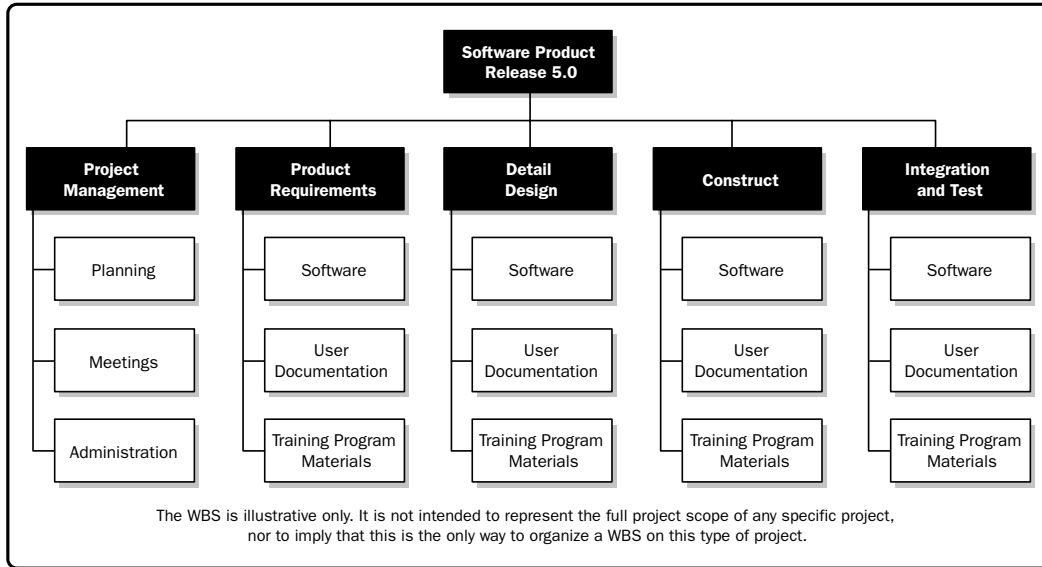 Software Product
Release 5.0
Project
Management
Product
Requirements
Detail
Design
Construct
Integration
and Test
Planning
Software
Software
Software
Software
Meetings
User
Documentation
User
Documentation
User
Documentation
User
Documentation
Administration
Training Program
Materials
Training Program
Materials
Training Program
Materials
Training Program
Materials
The WBS is illustrative only. It is not intended to represent the full project scope of any specific project,
nor to imply that this is the only way to organize a WBS on this type of project.